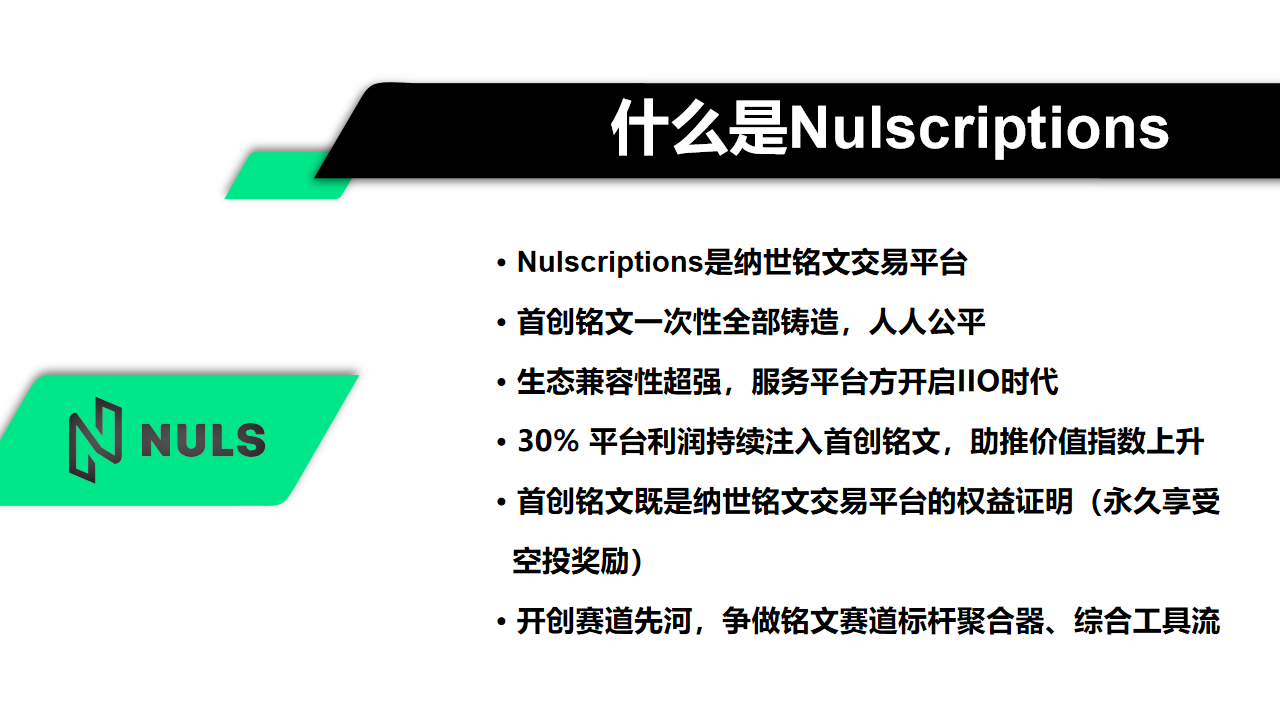 什么是Nulscriptions
• Nulscriptions是纳世铭文交易平台
• 首创铭文一次性全部铸造，人人公平
• 生态兼容性超强，服务平台方开启IIO时代
NULS
• 30% 平台利润持续注入首创铭文，助推价值指数上升
• 首创铭文既是纳世铭文交易平台的权益证明（永久享受
空投奖励）
• 开创赛道先河，争做铭文赛道标杆聚合器、综合工具流